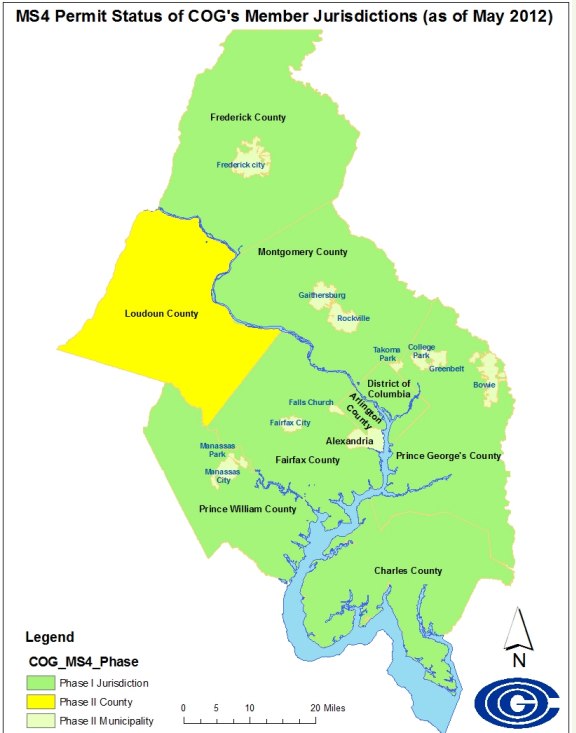 MS4 Permit Status of COG's Member Jurisdictions (as of May 2012)
Frederick County
Frederick city
Montgomery County
Gaithersburg
Rockville
Loudoun County
Takoma
Park
College
Park
Greenbelt
Bowie
District of
Columbia
Arlington
County
Falls Church
Fairfax City
Alexandria
Manassas
Park
Fairfax County
Prince George's County
Manassas
City
Prince William County
Charles County
Legend
COG_MS4_Phase
Phase I Jurisdiction
Phase II County
Phase II Municipality
0 5 10 20 Miles
N